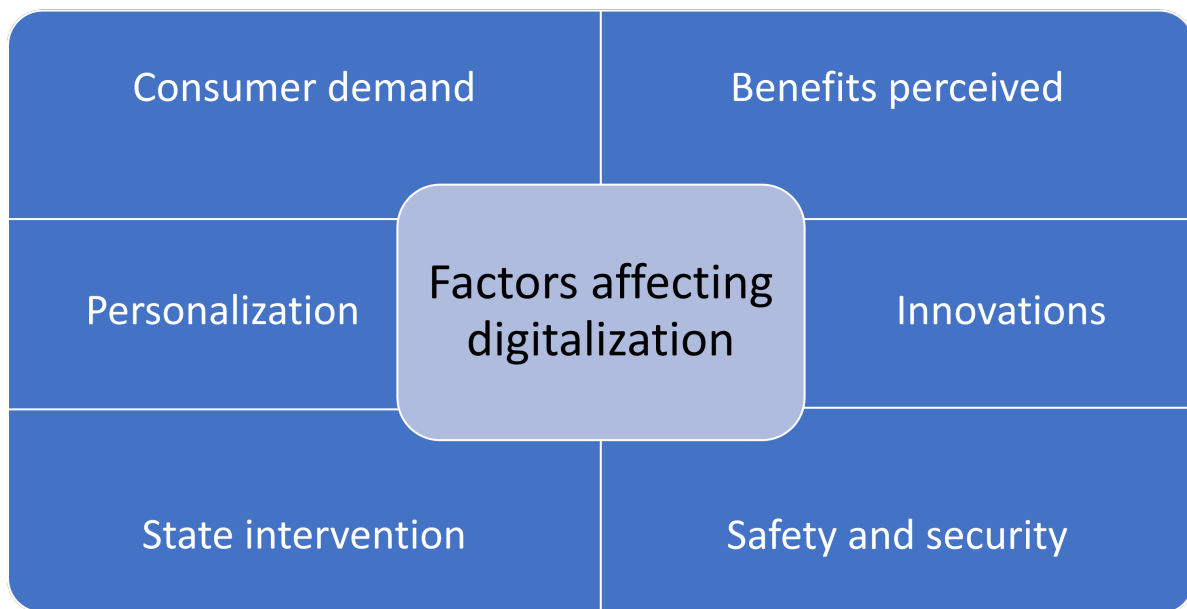 Consumer demand
Benefits perceived
Personalization
Factors affecting
digitalization
Innovations
State intervention
Safety and security